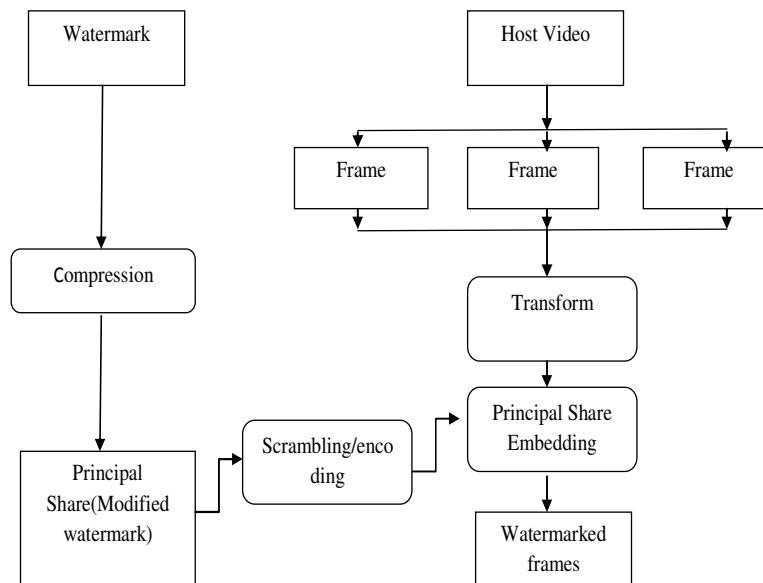 Watermark
Host Video
Frame
Frame
Frame
Compression
Transform
Principal Share
Embedding
Scrambling/enco
ding
Principal
Share(Modified
watermark)
Watermarked
frames